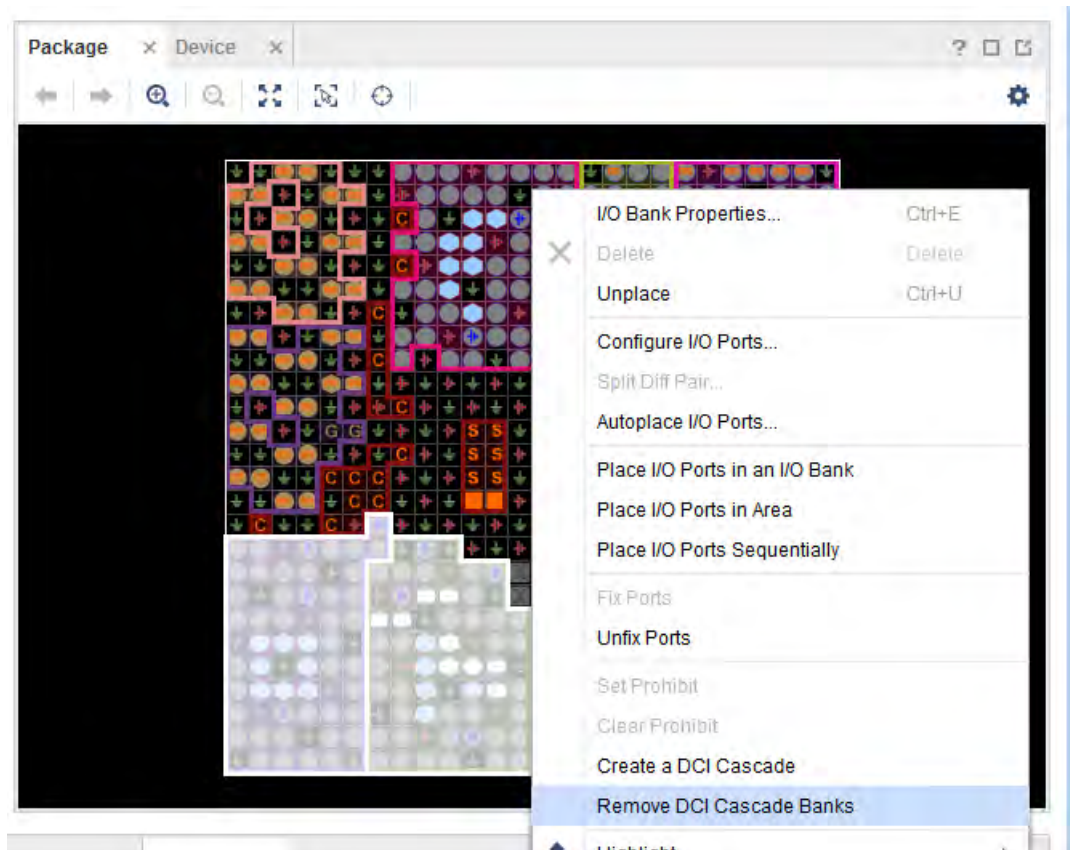 Package Device ?
I/O Bank Properties... Ctrl+E
Delete Delete
Unplace Ctrl+U
Configure I/O Ports...
Split Diff Pair...
Autoplace I/O Ports...
Place I/O Ports in an I/O Bank
Place I/O Ports in Area
Place I/O Ports Sequentially
Fix Ports
Unfix Ports
Set Prohibit
Clear Prohibit
Create a DCI Cascade
Remove DCI Cascade Banks
Highlight
C
C
C
C
C
G G S S
C S S
C C C S S
C C
C C